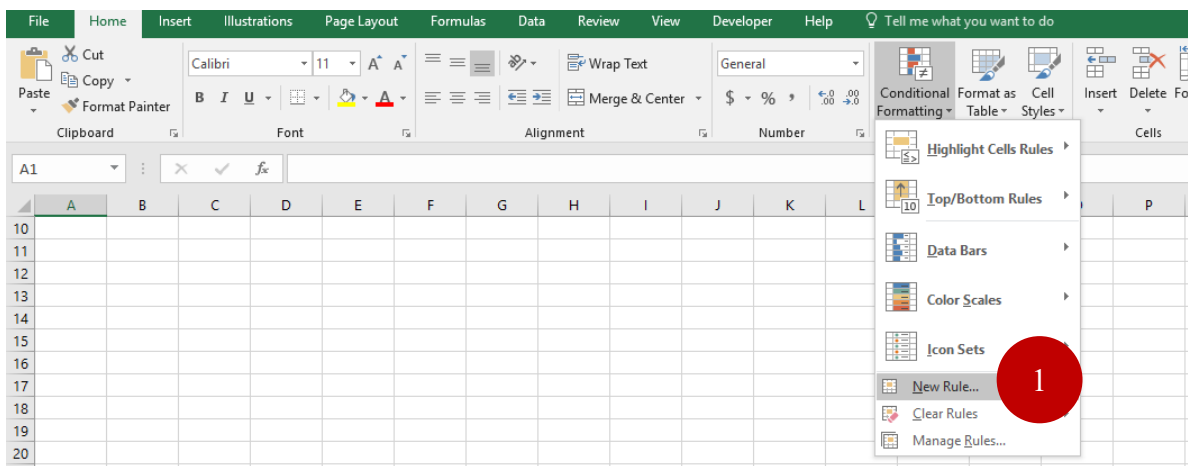 File Home Insert Illustrations Page Layout Formulas Data Review View Developer Help Tell me what you want to do
Cut
Copy
Format Painter
Paste
Clipboard
Calibri 11 A A
B I U A
Font
Wrap Text
Merge & Center
Alignment
General
$ % , .00 .00
Number
Conditional Formatting
Format as Table
Cell Styles
Insert Delete Fo
Cells
A1 fx
A B C D E F G H I J K L P
10
11
12
13
14
15
16
17
18
19
20
Highlight Cells Rules
Top/Bottom Rules
10
Data Bars
Color Scales
Icon Sets
New Rule...
1
Clear Rules
Manage Rules...